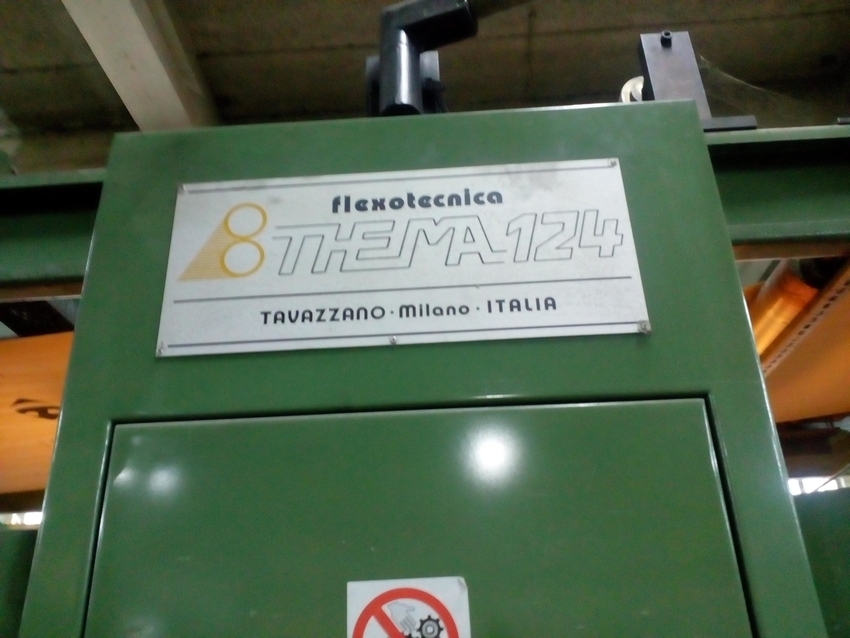 flexotecnica
THEMA 124
TAVAZZANO · Milano · ITALIA